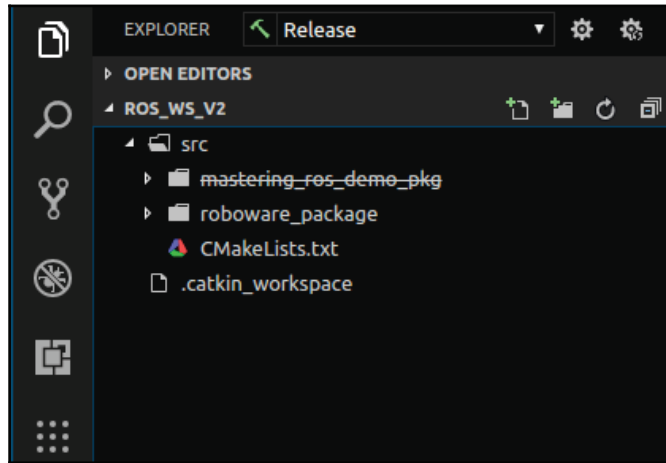 EXPLORER Release
OPEN EDITORS
ROS_WS_V2
src
mastering_ros_demo_pkg
roboware_package
CMakeLists.txt
.catkin_workspace